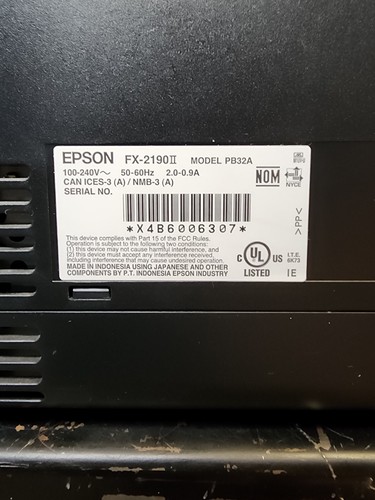 EPSON FX-2190II MODEL PB32A
100-240V～ 50-60Hz 2.0-0.9A
CAN ICES-3 (A) / NMB-3 (A)
SERIAL NO.
NOM
NYCE
*X4B6006307*
>PPC<
This device complies with Part 15 of the FCC Rules.
Operation is subject to the following two conditions:
(1) this device may not cause harmful interference, and
(2) this device must accept any interference received,
including interference that may cause undesired operation.
MADE IN INDONESIA USING JAPANESE AND OTHER
COMPONENTS BY P.T. INDONESIA EPSON INDUSTRY
C UL US
LISTED
I.T.E.
6X73
IE